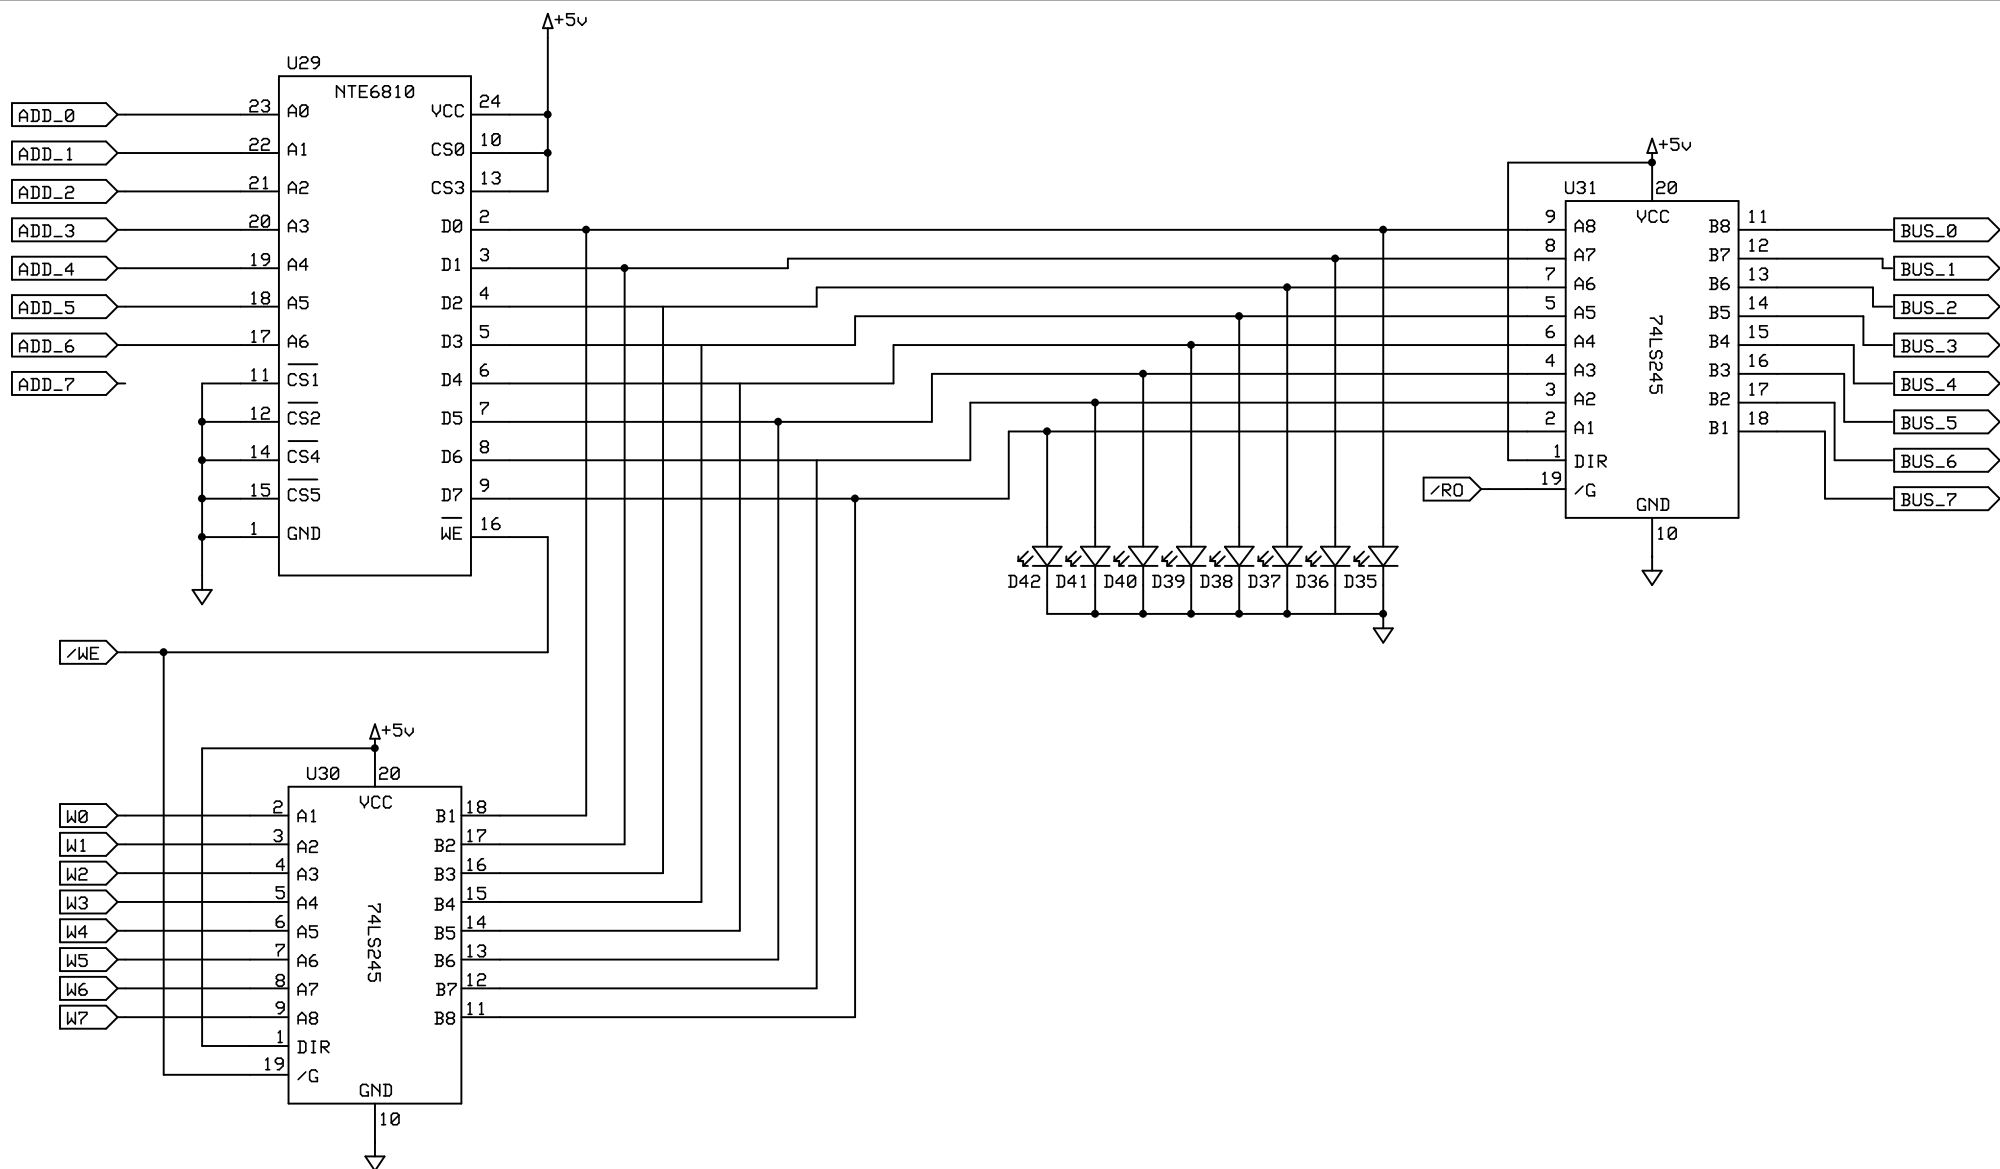 +5v
U29
NTE6810
ADD_0 23 A0 VCC 24
ADD_1 22 A1 CS0 10
ADD_2 21 A2 CS3 13
ADD_3 20 A3 D0 2
ADD_4 19 A4 D1 3
ADD_5 18 A5 D2 4
ADD_6 17 A6 D3 5
ADD_7 11 CS1 D4 6
12 CS2 D5 7
14 CS4 D6 8
15 CS5 D7 9
1 GND WE 16
/WE
+5v
U31 20
VCC
9 A8 B8 11 BUS_0
8 A7 B7 12 BUS_1
7 A6 B6 13 BUS_2
5 A5 B5 14 BUS_3
6 A4 B4 15 BUS_4
4 A3 B3 16 BUS_5
3 A2 B2 17 BUS_6
2 A1 B1 18 BUS_7
74LS245
1 DIR
/RO 19 /G
GND
10
D42 D41 D40 D39 D38 D37 D36 D35
+5v
U30 20
VCC
W0 2 A1 B1 18
W1 3 A2 B2 17
W2 4 A3 B3 16
W3 5 A4 B4 15
W4 6 A5 B5 14
W5 7 A6 B6 13
W6 8 A7 B7 12
W7 9 A8 B8 11
74LS245
1 DIR
19 /G
GND
10